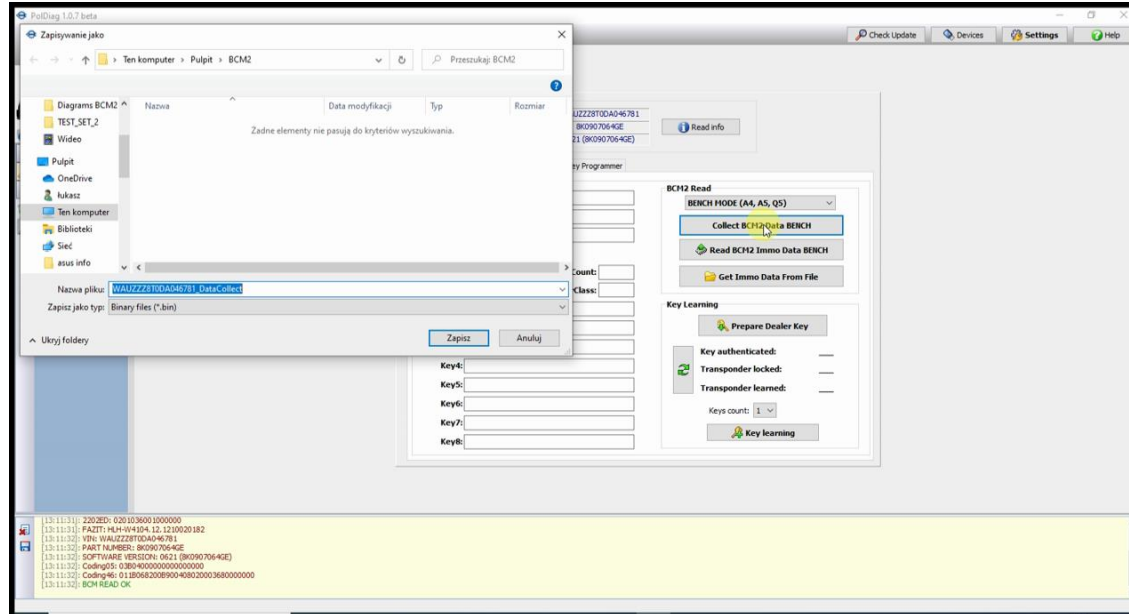 PolDiag 1.0.7 beta
Zapisywanie jako
Check Update
Devices
Settings
Help
Ten komputer › Pulpit › BCM2
Przeszukaj: BCM2
Diagrams BCM2
TEST_SET_2
Wideo
Pulpit
OneDrive
łukasz
Ten komputer
Biblioteki
Sieć
asus info
Nazwa
Data modyfikacji
Typ
Rozmiar
Żadne elementy nie pasują do kryteriów wyszukiwania.
Nazwa pliku:
WAUZZZ8T0DA046781_DataCollect
Zapisz jako typ:
Binary files (*.bin)
Ukryj foldery
Zapisz
Anuluj
UZZZ8T0DA046781
8K0907064GE
21 (8K0907064GE)
Read info
ey Programmer
BCM2 Read
BENCH MODE (A4, A5, Q5)
Collect BCM2 Data BENCH
Read BCM2 Immo Data BENCH
Get Immo Data From File
Count:
Class:
Key4:
Key5:
Key6:
Key7:
Key8:
Key Learning
Prepare Dealer Key
Key authenticated:
Transponder locked:
Transponder learned:
Keys count: 1
Key learning
[13:11:31]: 2202ED: 0201036001000000
[13:11:31]: FAZIT: HLH-W4104.12.1210020182
[13:11:32]: VIN: WAUZZZ8T0DA046781
[13:11:32]: PART NUMBER: 8K0907064GE
[13:11:32]: SOFTWARE VERSION: 0621 (8K0907064GE)
[13:11:32]: Coding05: 03B04000000000000000
[13:11:32]: Coding46: 011B068200B900408020003680000000
[13:11:32]: BCM READ OK